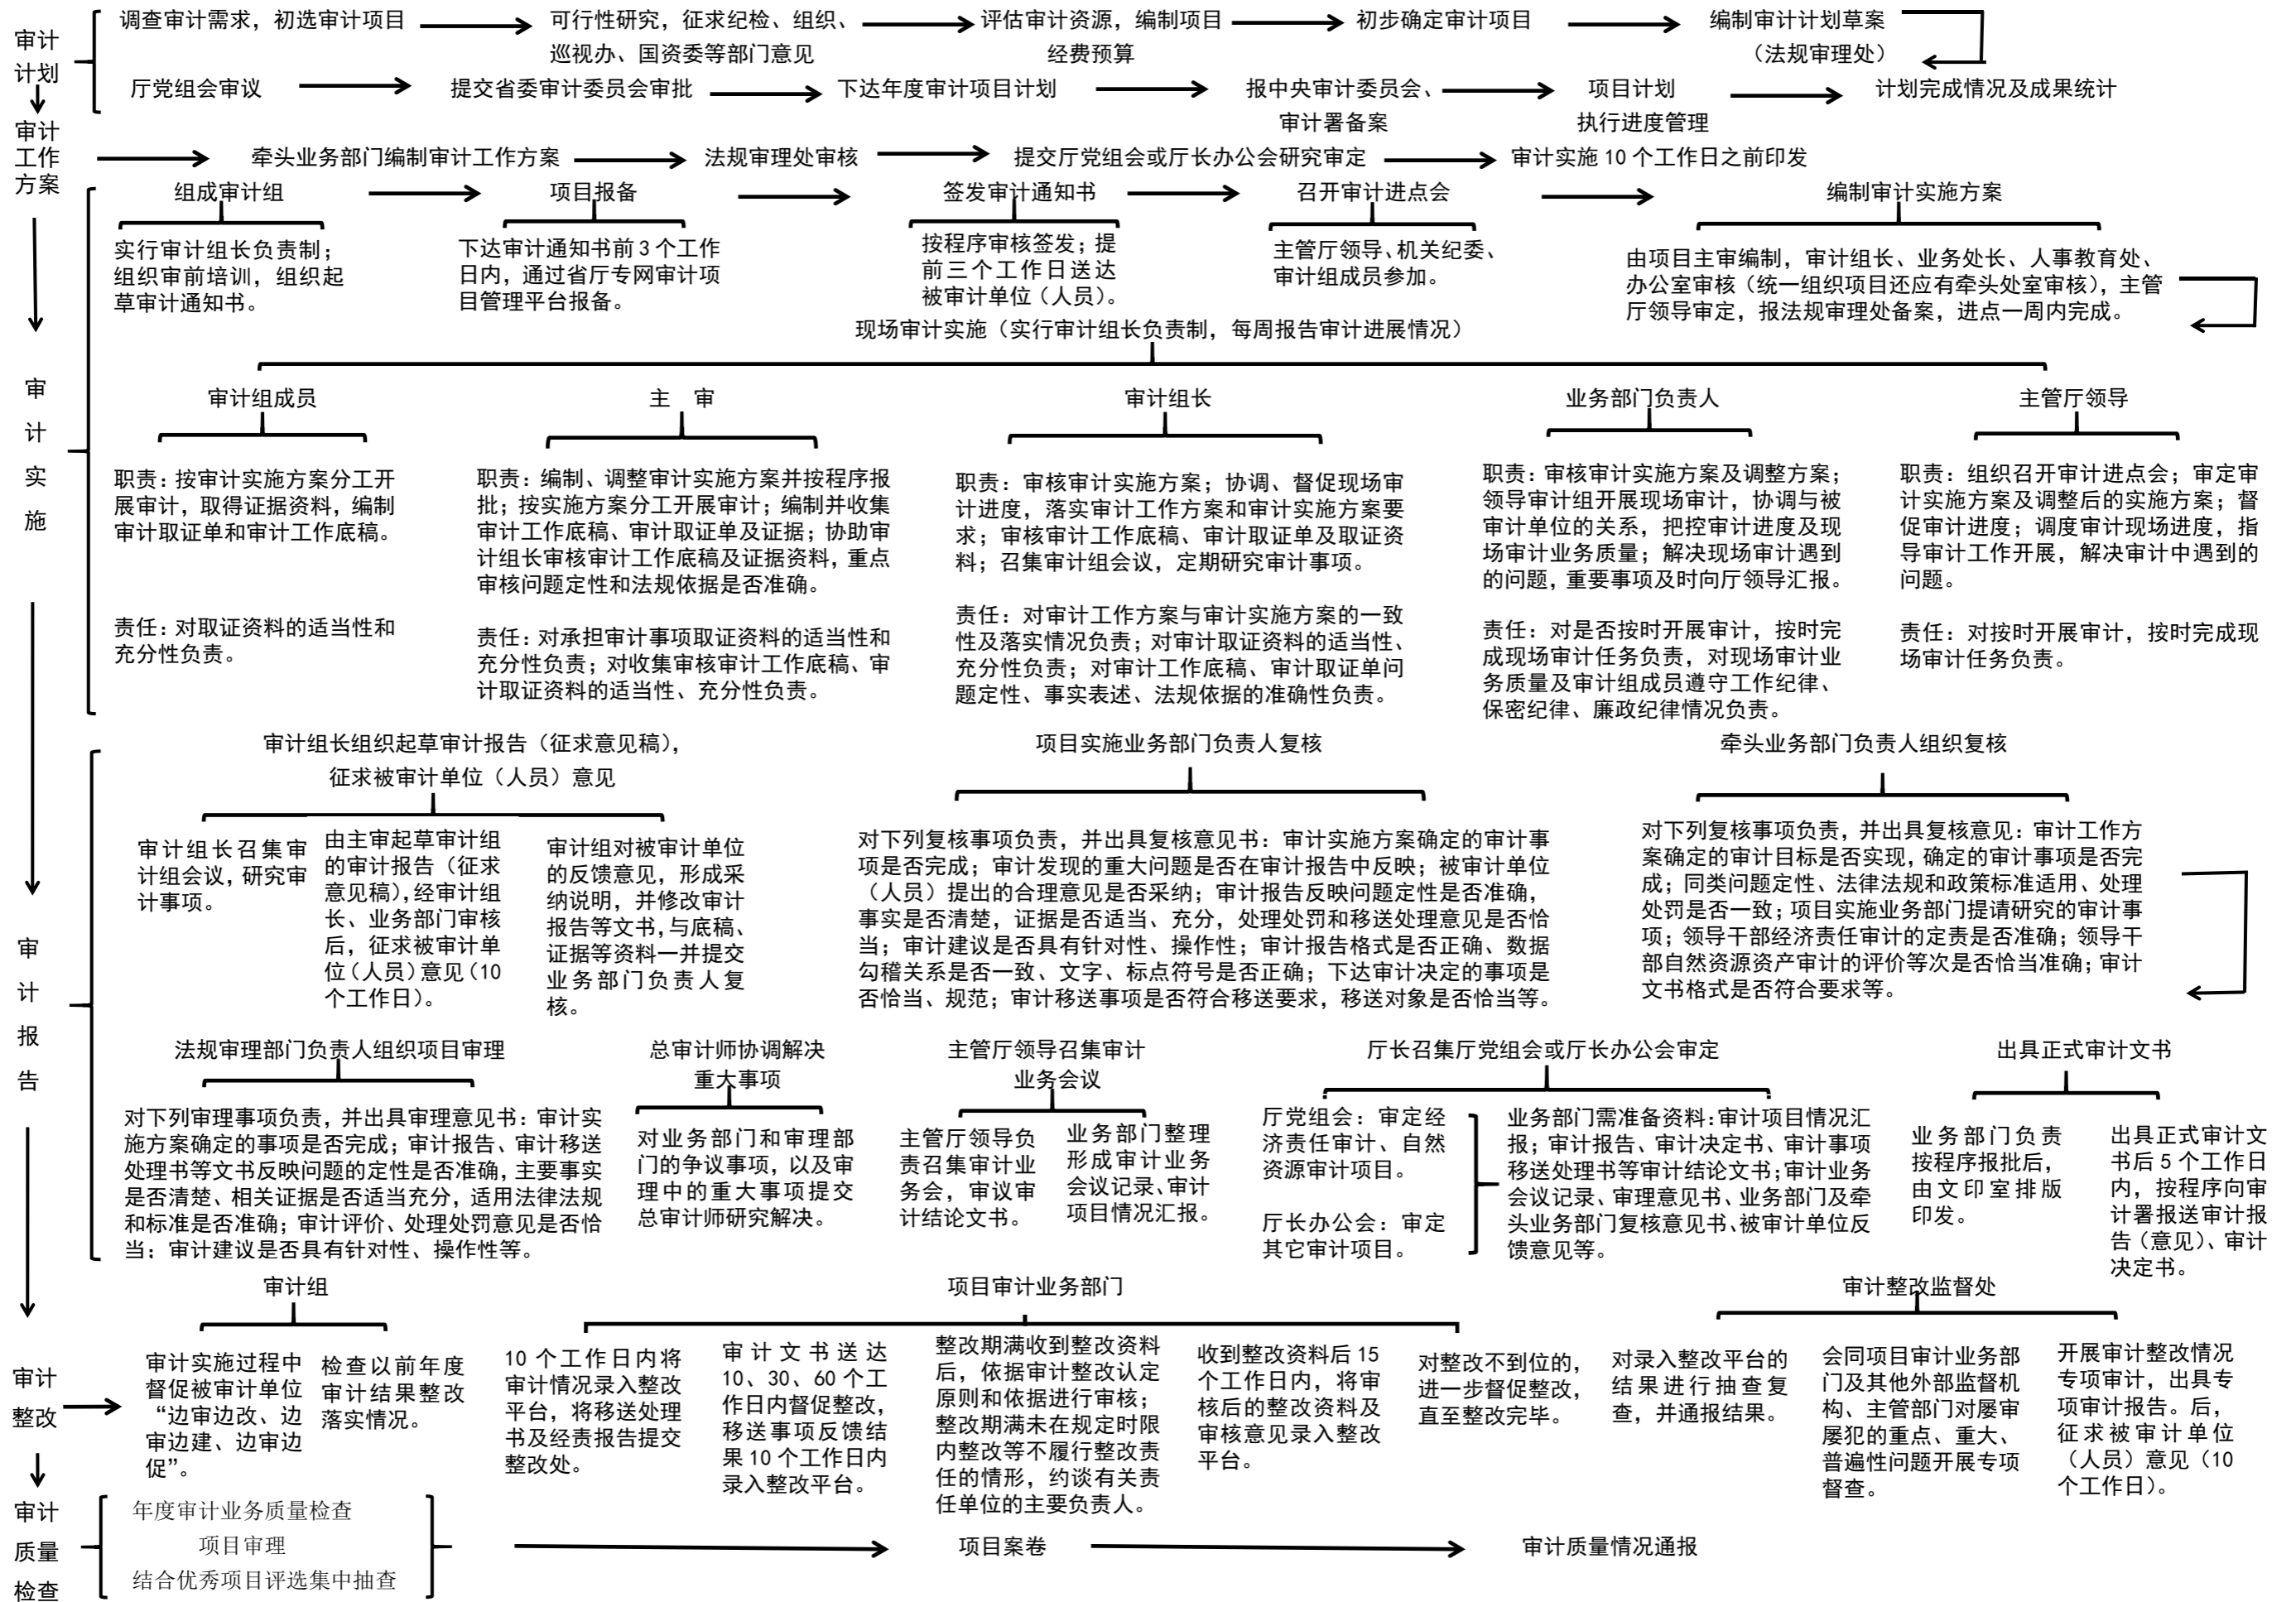 审计
计划
调查审计需求，初选审计项目
可行性研究，征求纪检、组织、
巡视办、国资委等部门意见
评估审计资源，编制项目
经费预算
初步确定审计项目
编制审计计划草案
（法规审理处）
厅党组会审议
提交省委审计委员会审批
下达年度审计项目计划
报中央审计委员会、
审计署备案
项目计划
执行进度管理
计划完成情况及成果统计
审计
工作
方案
牵头业务部门编制审计工作方案
法规审理处审核
提交厅党组会或厅长办公会研究审定
审计实施 10 个工作日之前印发
审
计
实
施
组成审计组
实行审计组长负责制；
组织审前培训，组织起
草审计通知书。
项目报备
下达审计通知书前 3 个工作
日内，通过省厅专网审计项
目管理平台报备。
签发审计通知书
按程序审核签发；提
前三个工作日送达
被审计单位（人员）。
召开审计进点会
主管厅领导、机关纪委、
审计组成员参加。
编制审计实施方案
由项目主审编制，审计组长、业务处长、人事教育处、
办公室审核（统一组织项目还应有牵头处室审核），主管
厅领导审定，报法规审理处备案，进点一周内完成。
现场审计实施（实行审计组长负责制，每周报告审计进展情况）
审计组成员
职责：按审计实施方案分工开
展审计，取得证据资料，编制
审计取证单和审计工作底稿。
责任：对取证资料的适当性和
充分性负责。
主　审
职责：编制、调整审计实施方案并按程序报
批；按实施方案分工开展审计；编制并收集
审计工作底稿、审计取证单及证据；协助审
计组长审核审计工作底稿及证据资料，重点
审核问题定性和法规依据是否准确。
责任：对承担审计事项取证资料的适当性和
充分性负责；对收集审核审计工作底稿、审
计取证资料的适当性、充分性负责。
审计组长
职责：审核审计实施方案；协调、督促现场审
计进度，落实审计工作方案和审计实施方案要
求；审核审计工作底稿、审计取证单及取证资
料；召集审计组会议，定期研究审计事项。
责任：对审计工作方案与审计实施方案的一致
性及落实情况负责；对审计取证资料的适当性、
充分性负责；对审计工作底稿、审计取证单问
题定性、事实表述、法规依据的准确性负责。
业务部门负责人
职责：审核审计实施方案及调整方案；
领导审计组开展现场审计，协调与被
审计单位的关系，把控审计进度及现
场审计业务质量；解决现场审计遇到
的问题，重要事项及时向厅领导汇报。
责任：对是否按时开展审计，按时完
成现场审计任务负责，对现场审计业
务质量及审计组成员遵守工作纪律、
保密纪律、廉政纪律情况负责。
主管厅领导
职责：组织召开审计进点会；审定审
计实施方案及调整后的实施方案；督
促审计进度；调度审计现场进度，指
导审计工作开展，解决审计中遇到的
问题。
责任：对按时开展审计，按时完成现
场审计任务负责。
审
计
报
告
审计组长组织起草审计报告（征求意见稿），
征求被审计单位（人员）意见
审计组长召集审
计组会议，研究审
计事项。
由主审起草审计组
的审计报告（征求
意见稿），经审计组
长、业务部门审核
后，征求被审计单
位（人员）意见（10
个工作日）。
审计组对被审计单位
的反馈意见，形成采
纳说明，并修改审计
报告等文书，与底稿、
证据等资料一并提交
业务部门负责人复
核。
项目实施业务部门负责人复核
对下列复核事项负责，并出具复核意见书：审计实施方案确定的审计事
项是否完成；审计发现的重大问题是否在审计报告中反映；被审计单位
（人员）提出的合理意见是否采纳；审计报告反映问题定性是否准确，
事实是否清楚，证据是否适当、充分，处理处罚和移送处理意见是否恰
当；审计建议是否具有针对性、操作性；审计报告格式是否正确、数据
勾稽关系是否一致、文字、标点符号是否正确；下达审计决定的事项是
否恰当、规范；审计移送事项是否符合移送要求，移送对象是否恰当等。
牵头业务部门负责人组织复核
对下列复核事项负责，并出具复核意见：审计工作方
案确定的审计目标是否实现，确定的审计事项是否完
成；同类问题定性、法律法规和政策标准适用、处理
处罚是否一致；项目实施业务部门提请研究的审计事
项；领导干部经济责任审计的定责是否准确；领导干
部自然资源资产审计的评价等次是否恰当准确；审计
文书格式是否符合要求等。
法规审理部门负责人组织项目审理
对下列审理事项负责，并出具审理意见书：审计实
施方案确定的事项是否完成；审计报告、审计移送
处理书等文书反映问题的定性是否准确，主要事实
是否清楚、相关证据是否适当充分，适用法律法规
和标准是否准确；审计评价、处理处罚意见是否恰
当：审计建议是否具有针对性、操作性等。
总审计师协调解决
重大事项
对业务部门和审理部
门的争议事项，以及审
理中的重大事项提交
总审计师研究解决。
主管厅领导召集审计
业务会议
主管厅领导负
责召集审计业
务会，审议审
计结论文书。
业务部门整理
形成审计业务
会议记录、审计
项目情况汇报。
厅长召集厅党组会或厅长办公会审定
厅党组会：审定经
济责任审计、自然
资源审计项目。
厅长办公会：审定
其它审计项目。
业务部门需准备资料：审计项目情况汇
报；审计报告、审计决定书、审计事项
移送处理书等审计结论文书；审计业务
会议记录、审理意见书、业务部门及牵
头业务部门复核意见书、被审计单位反
馈意见等。
出具正式审计文书
业务部门负责
按程序报批后，
由文印室排版
印发。
出具正式审计文
书后 5 个工作日
内，按程序向审
计署报送审计报
告（意见）、审计
决定书。
审计
整改
审计组
审计实施过程中
督促被审计单位
“边审边改、边
审边建、边审边
促”。
检查以前年度
审计结果整改
落实情况。
项目审计业务部门
10 个工作日内将
审计情况录入整改
平台，将移送处理
书及经责报告提交
整改处。
审计文书送达
10、30、60 个工
作日内督促整改，
移送事项反馈结
果 10 个工作日内
录入整改平台。
整改期满收到整改资料
后，依据审计整改认定
原则和依据进行审核；
整改期满未在规定时限
内整改等不履行整改责
任的情形，约谈有关责
任单位的主要负责人。
收到整改资料后 15
个工作日内，将审
核后的整改资料及
审核意见录入整改
平台。
对整改不到位的，
进一步督促整改，
直至整改完毕。
审计整改监督处
对录入整改平台的
结果进行抽查复
查，并通报结果。
会同项目审计业务部
门及其他外部监督机
构、主管部门对屡审
屡犯的重点、重大、
普遍性问题开展专项
督查。
开展审计整改情况
专项审计，出具专
项审计报告。后，
征求被审计单位
（人员）意见（10
个工作日）。
审计
质量
检查
年度审计业务质量检查
项目审理
结合优秀项目评选集中抽查
项目案卷
审计质量情况通报